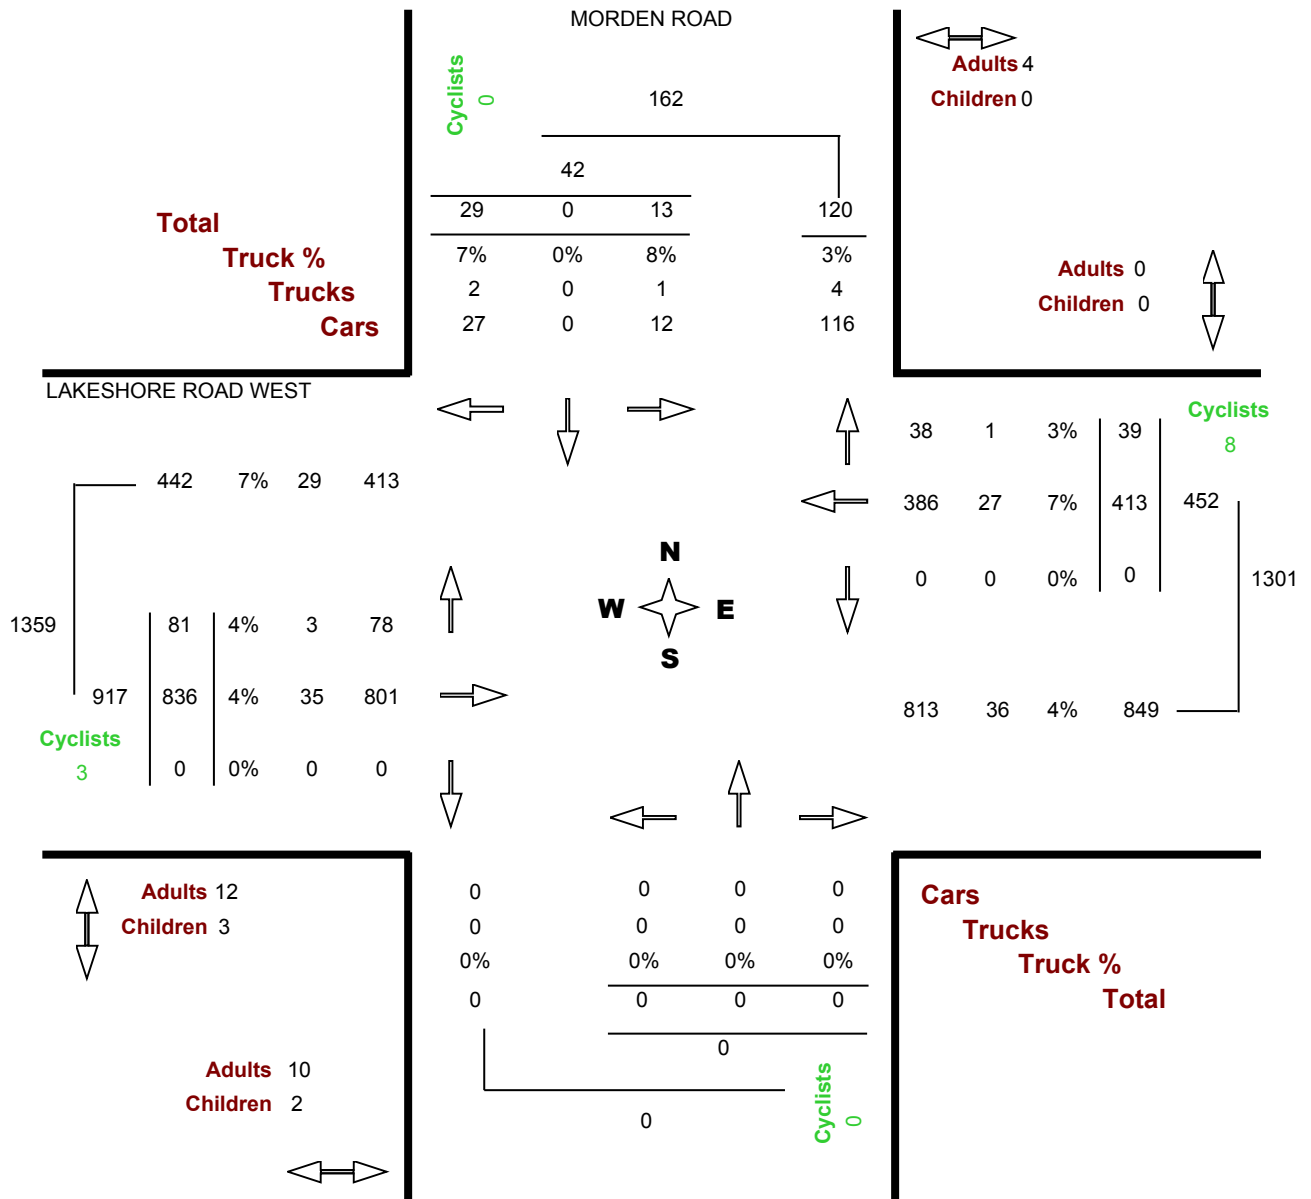 MORDEN ROAD
Adults 4
Children 0
Cyclists
0
162
42
29 0 13 120
Total
7% 0% 8% 3%
Truck %
2 0 1 4
Trucks
27 0 12 116
Cars
Adults 0
Children 0
LAKESHORE ROAD WEST
Cyclists
8
38 1 3% 39
442 7% 29 413
386 27 7% 413 452
0 0 0% 0
1301
N
W E
S
1359
81 4% 3 78
917 836 4% 35 801
813 36 4% 849
Cyclists
3
0 0% 0 0
Adults 12
Children 3
0 0 0 0
0 0 0 0
0% 0% 0% 0%
0 0 0 0
Cars
Trucks
Truck %
Total
0
Adults 10
Children 2
0
Cyclists
0